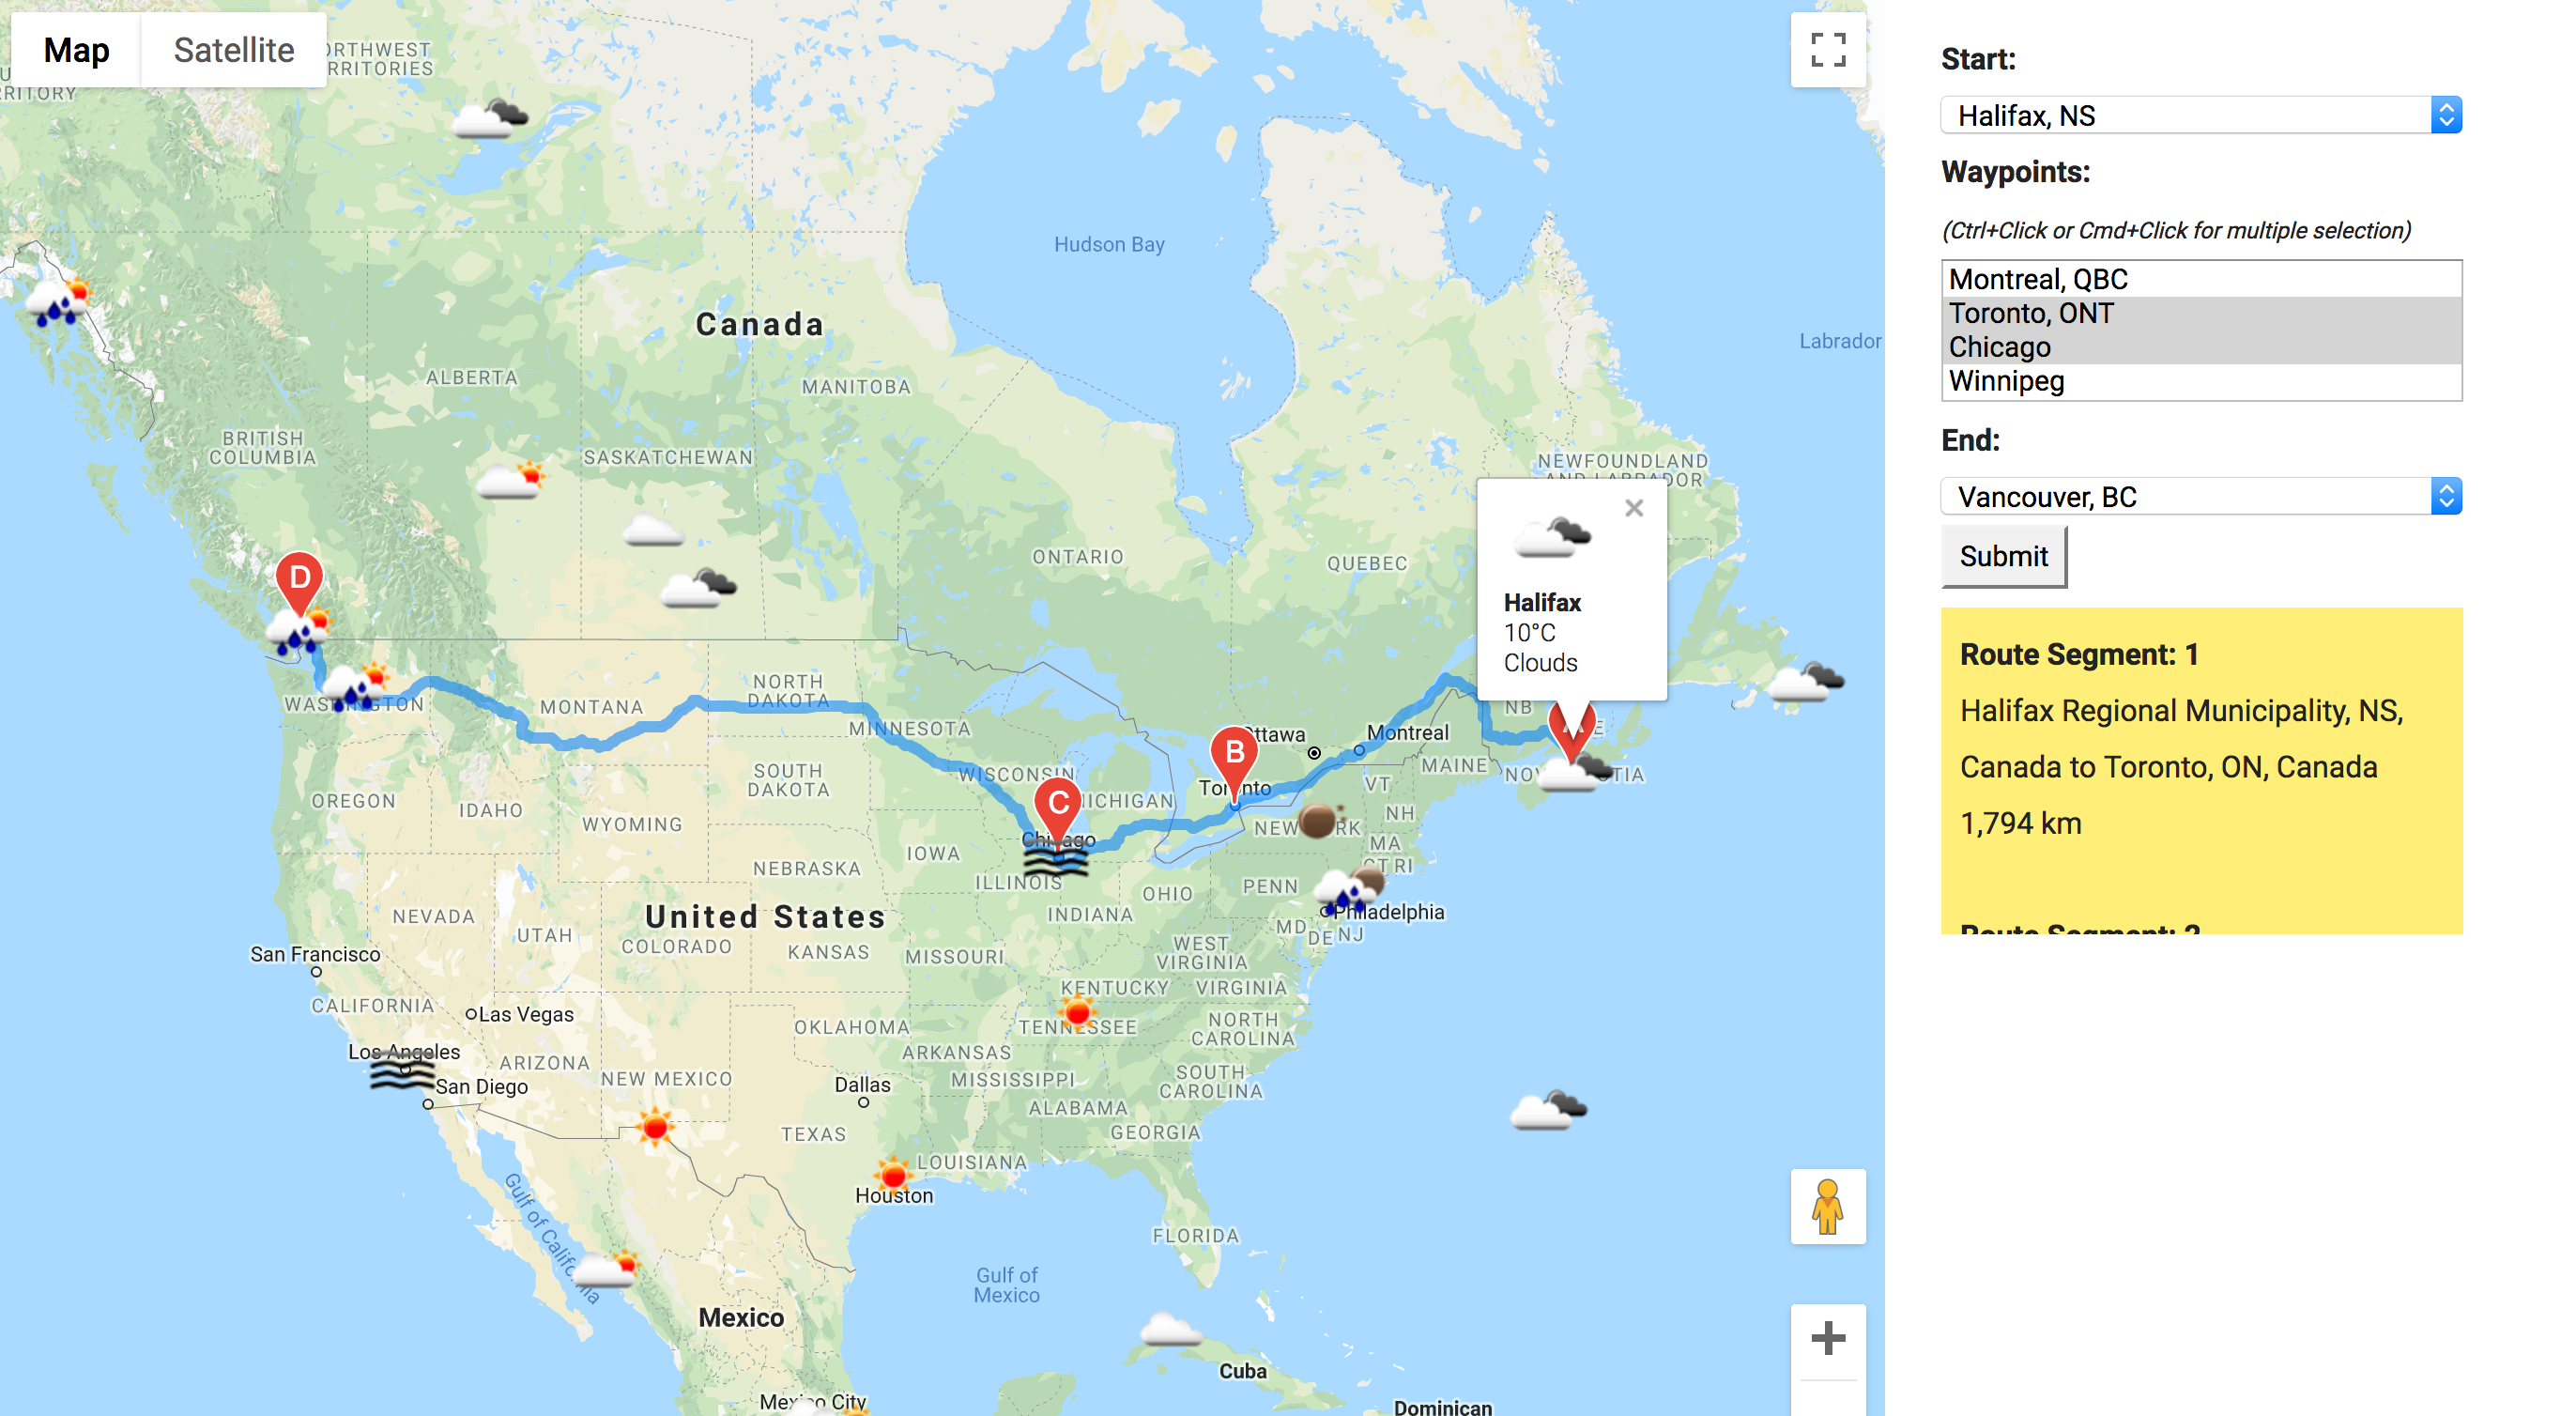 Map
Satellite
ORTHWEST
RRITORIES
RITORY
Hudson Bay
Canada
Labrador
ALBERTA
MANITOBA
BRITISH
COLUMBIA
SASKATCHEWAN
NEWFOUNDLAND
AND LABRADOR
ONTARIO
QUEBEC
D
Halifax
10°C
Clouds
WASHINGTON
MONTANA
NORTH
DAKOTA
MINNESOTA
NB
Ottawa
Montreal
B
Toronto
MAINE
NOVA SCOTIA
WISCONSIN
SOUTH
DAKOTA
VT
OREGON
IDAHO
C
MICHIGAN
WYOMING
NEW YORK
NH
Chicago
MA
IOWA
CT RI
NEBRASKA
ILLINOIS
OHIO
PENN
Philadelphia
United States
NEVADA
INDIANA
MD
DE
NJ
UTAH
COLORADO
KANSAS
MISSOURI
WEST
VIRGINIA
San Francisco
CALIFORNIA
KENTUCKY
VIRGINIA
Las Vegas
OKLAHOMA
TENNESSEE
NORTH
CAROLINA
Los Angeles
ARIZONA
ARKANSAS
San Diego
NEW MEXICO
Dallas
MISSISSIPPI
SOUTH
CAROLINA
ALABAMA
TEXAS
GEORGIA
LOUISIANA
Houston
Gulf of California
FLORIDA
Gulf of
Mexico
Mexico
Cuba
Mexico City
Dominican
Start:
Halifax, NS
Waypoints:
(Ctrl+Click or Cmd+Click for multiple selection)
Montreal, QBC
Toronto, ONT
Chicago
Winnipeg
End:
Vancouver, BC
Submit
Route Segment: 1
Halifax Regional Municipality, NS,
Canada to Toronto, ON, Canada
1,794 km
Route Segment: 2